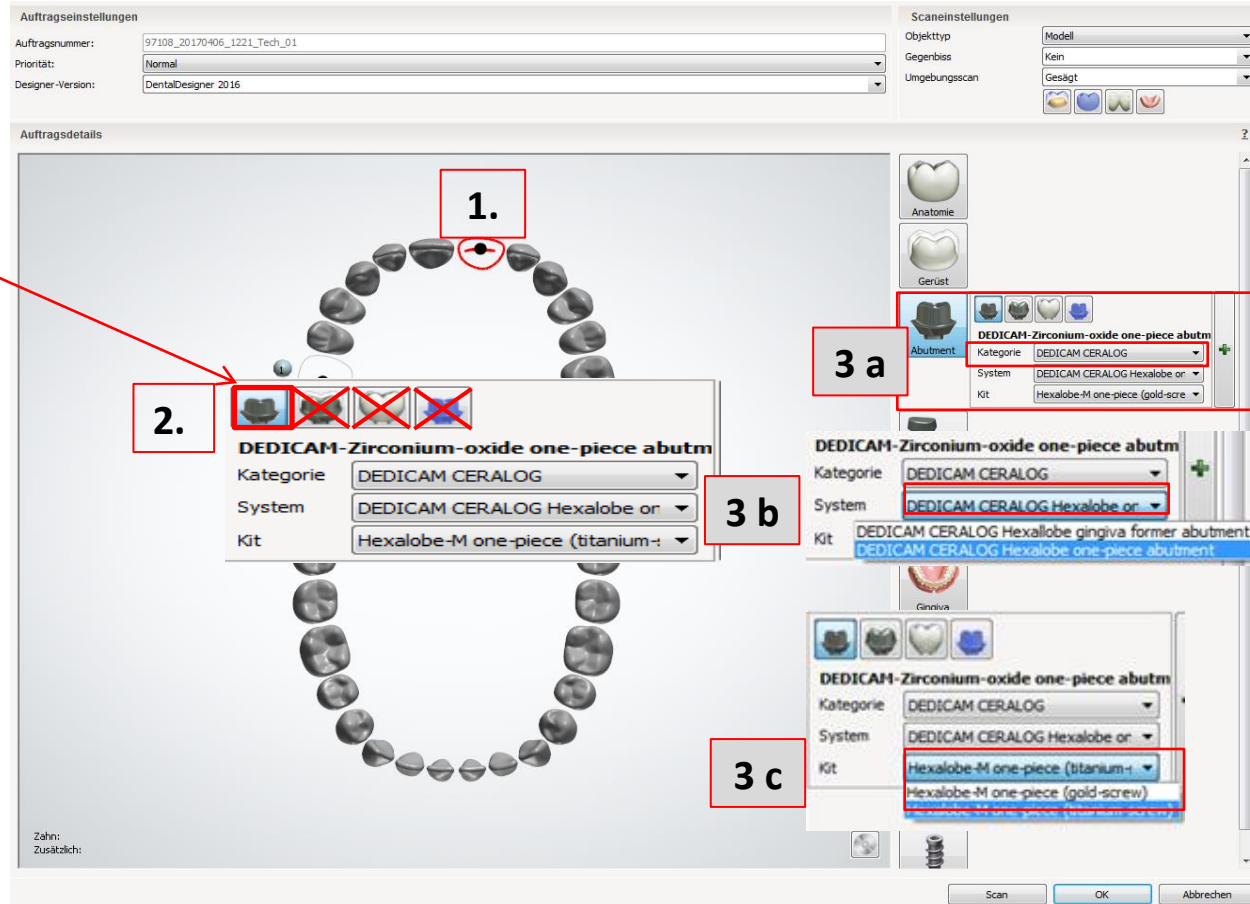 Auftragseinstellungen
Auftragsnummer: 97108_20170406_1221_Tech_01
Priorität: Normal
Designer-Version: DentalDesigner 2016
Scaneinstellungen
Objekttyp Modell
Gegenbiss Kein
Umgebungsscan Gesägt
Auftragsdetails ?
1.
1
2.
DEDICAM-Zirconium-oxide one-piece abutm
Kategorie DEDICAM CERALOG
System DEDICAM CERALOG Hexalobe or
Kit Hexalobe-M one-piece (titanium-
Anatomie
Gerüst
Abutment
3 a
DEDICAM-Zirconium-oxide one-piece abutm
Kategorie DEDICAM CERALOG
System DEDICAM CERALOG Hexalobe or
Kit Hexalobe-M one-piece (gold-scre
3 b
DEDICAM-Zirconium-oxide one-piece abutm
Kategorie DEDICAM CERALOG
System DEDICAM CERALOG Hexalobe or
Kit DEDICAM CERALOG Hexallobe gingiva former abutment
DEDICAM CERALOG Hexalobe one-piece abutment
Gingiva
3 c
DEDICAM-Zirconium-oxide one-piece abutm
Kategorie DEDICAM CERALOG
System DEDICAM CERALOG Hexalobe or
Kit Hexalobe-M one-piece (titanium-
Hexalobe-M one-piece (gold-screw)
Hexalobe-M one-piece (titanium-screw)
Zahn:
Zusätzlich:
Scan OK Abbrechen